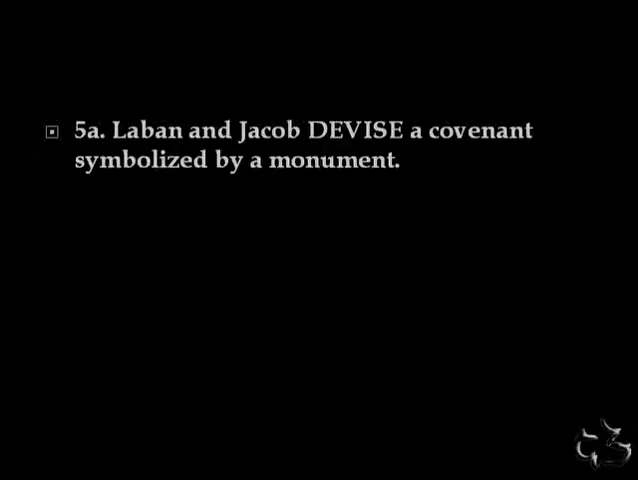 5a. Laban and Jacob DEVISE a covenant
symbolized by a monument.